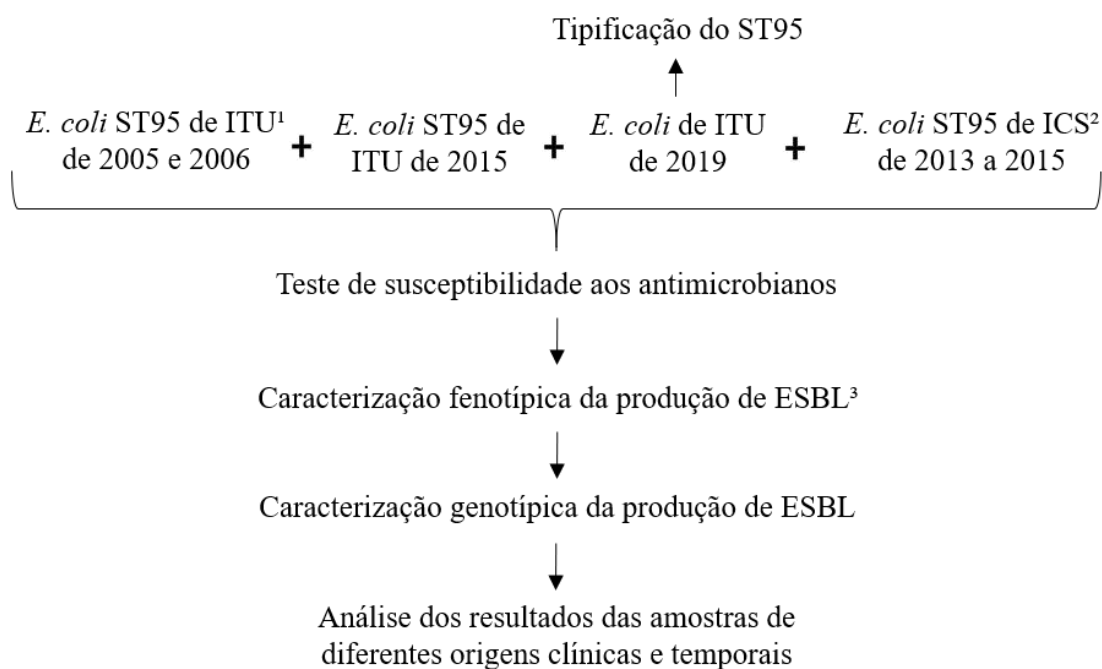 Tipificação do ST95
E. coli ST95 de ITU¹ + E. coli ST95 de + E. coli de ITU + E. coli ST95 de ICS²
de 2005 e 2006 ITU de 2015 de 2019 de 2013 a 2015
Teste de susceptibilidade aos antimicrobianos
Caracterização fenotípica da produção de ESBL³
Caracterização genotípica da produção de ESBL
Análise dos resultados das amostras de
diferentes origens clínicas e temporais